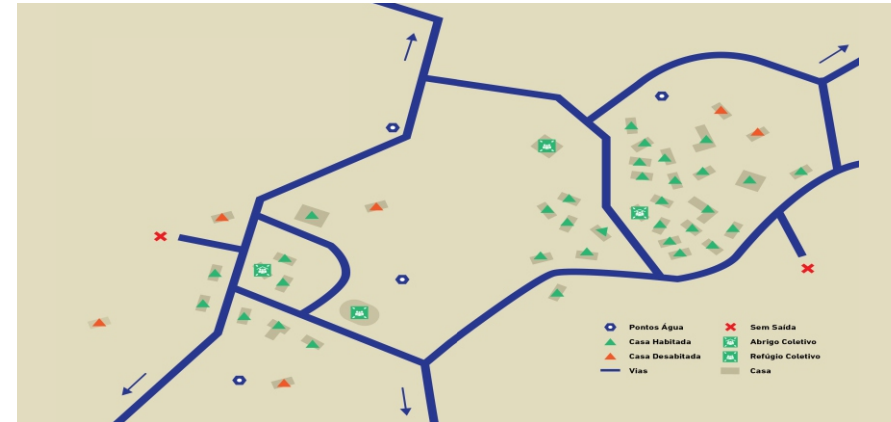 Pontos Água
Casa Habitada
Casa Desabitada
Vias
Sem Saída
Abrigo Coletivo
Refúgio Coletivo
Casa